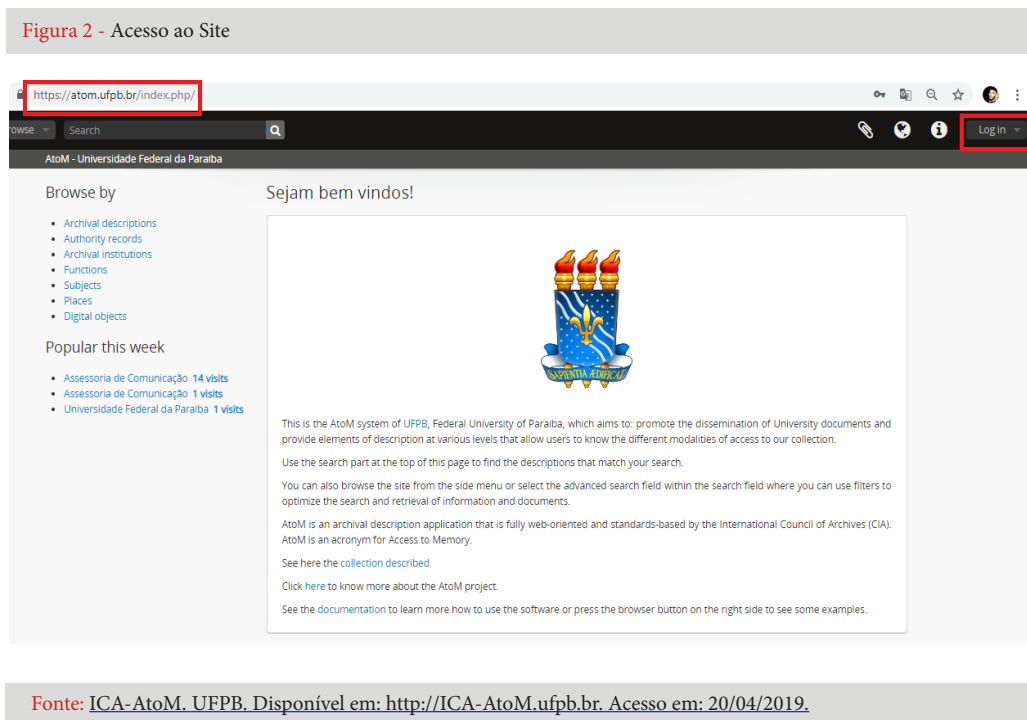 Figura 2 - Acesso ao Site
https://atom.ufpb.br/index.php/
rowse
Search
Log in
AtoM - Universidade Federal da Paraíba
Browse by
Archival descriptions
Authority records
Archival institutions
Functions
Subjects
Places
Digital objects
Popular this week
Assessoria de Comunicação 14 visits
Assessoria de Comunicação 1 visits
Universidade Federal da Paraíba 1 visits
Sejam bem vindos!
SAPIENTIA ÆDIFICAT
This is the AtoM system of UFPB, Federal University of Paraiba, which aims to: promote the dissemination of University documents and
provide elements of description at various levels that allow users to know the different modalities of access to our collection.
Use the search part at the top of this page to find the descriptions that match your search.
You can also browse the site from the side menu or select the advanced search field within the search field where you can use filters to
optimize the search and retrieval of information and documents.
AtoM is an archival description application that is fully web-oriented and standards-based by the International Council of Archives (CIA).
AtoM is an acronym for Access to Memory.
See here the collection described
Click here to know more about the AtoM project.
See the documentation to learn more how to use the software or press the browser button on the right side to see some examples.
Fonte: ICA-AtoM. UFPB. Disponível em: http://ICA-AtoM.ufpb.br. Acesso em: 20/04/2019.